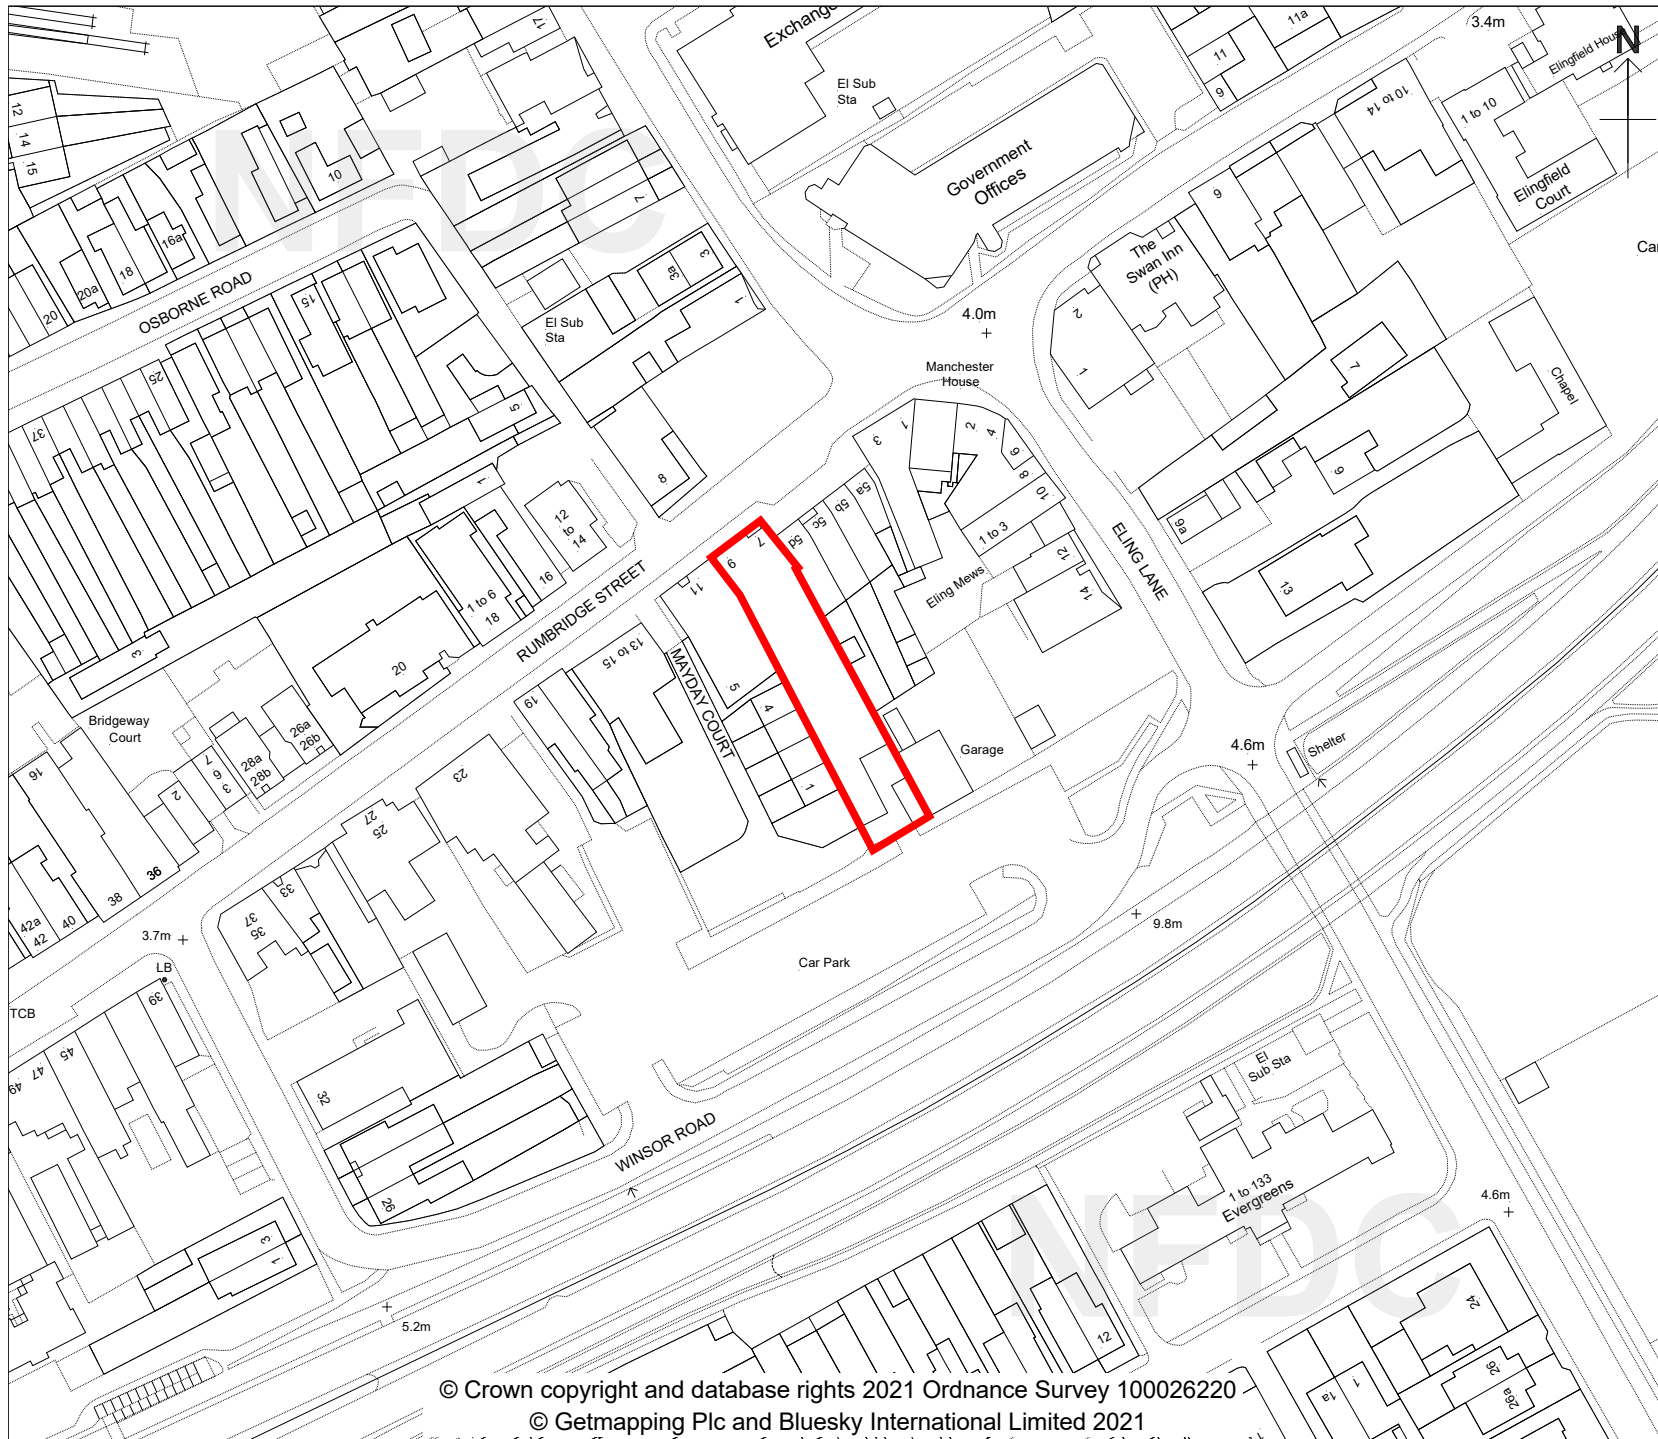 Exchange
17
11a
3.4m
N
Elingfield House
11
9
El Sub
Sta
10 to 14
1 to 10
12
14
15
NFDC
Government
Offices
Elingfield
Court
10
7
16a
18
20a
20
OSBORNE ROAD
3
3a
1
9
The
Swan Inn
(PH)
Car
15
El Sub
Sta
4.0m
2
1
Manchester
House
7
Chapel
25
37
5
1
3
1
2
4
6
8
10
8
9
9a
12
to
14
5a
5b
5c
5d
7
9
11
1 to 3
12
14
Eling Mews
ELING LANE
13
16
1 to 6
18
RUMBRIDGE STREET
3
20
13 to 15
MAYDAY COURT
5
4
1
19
Bridgeway
Court
26a
26b
28a
28b
7
6
3
2
16
23
Garage
4.6m
Shelter
27
25
36
38
40
42
42a
33
35
37
3.7m
9.8m
Car Park
LB
39
TCB
45
47
49
32
El
Sub Sta
WINSOR ROAD
26
1 to 133
Evergreens
4.6m
NFDC
3
1
5.2m
12
24
26
26a
1
1a
© Crown copyright and database rights 2021 Ordnance Survey 100026220
© Getmapping Plc and Bluesky International Limited 2021